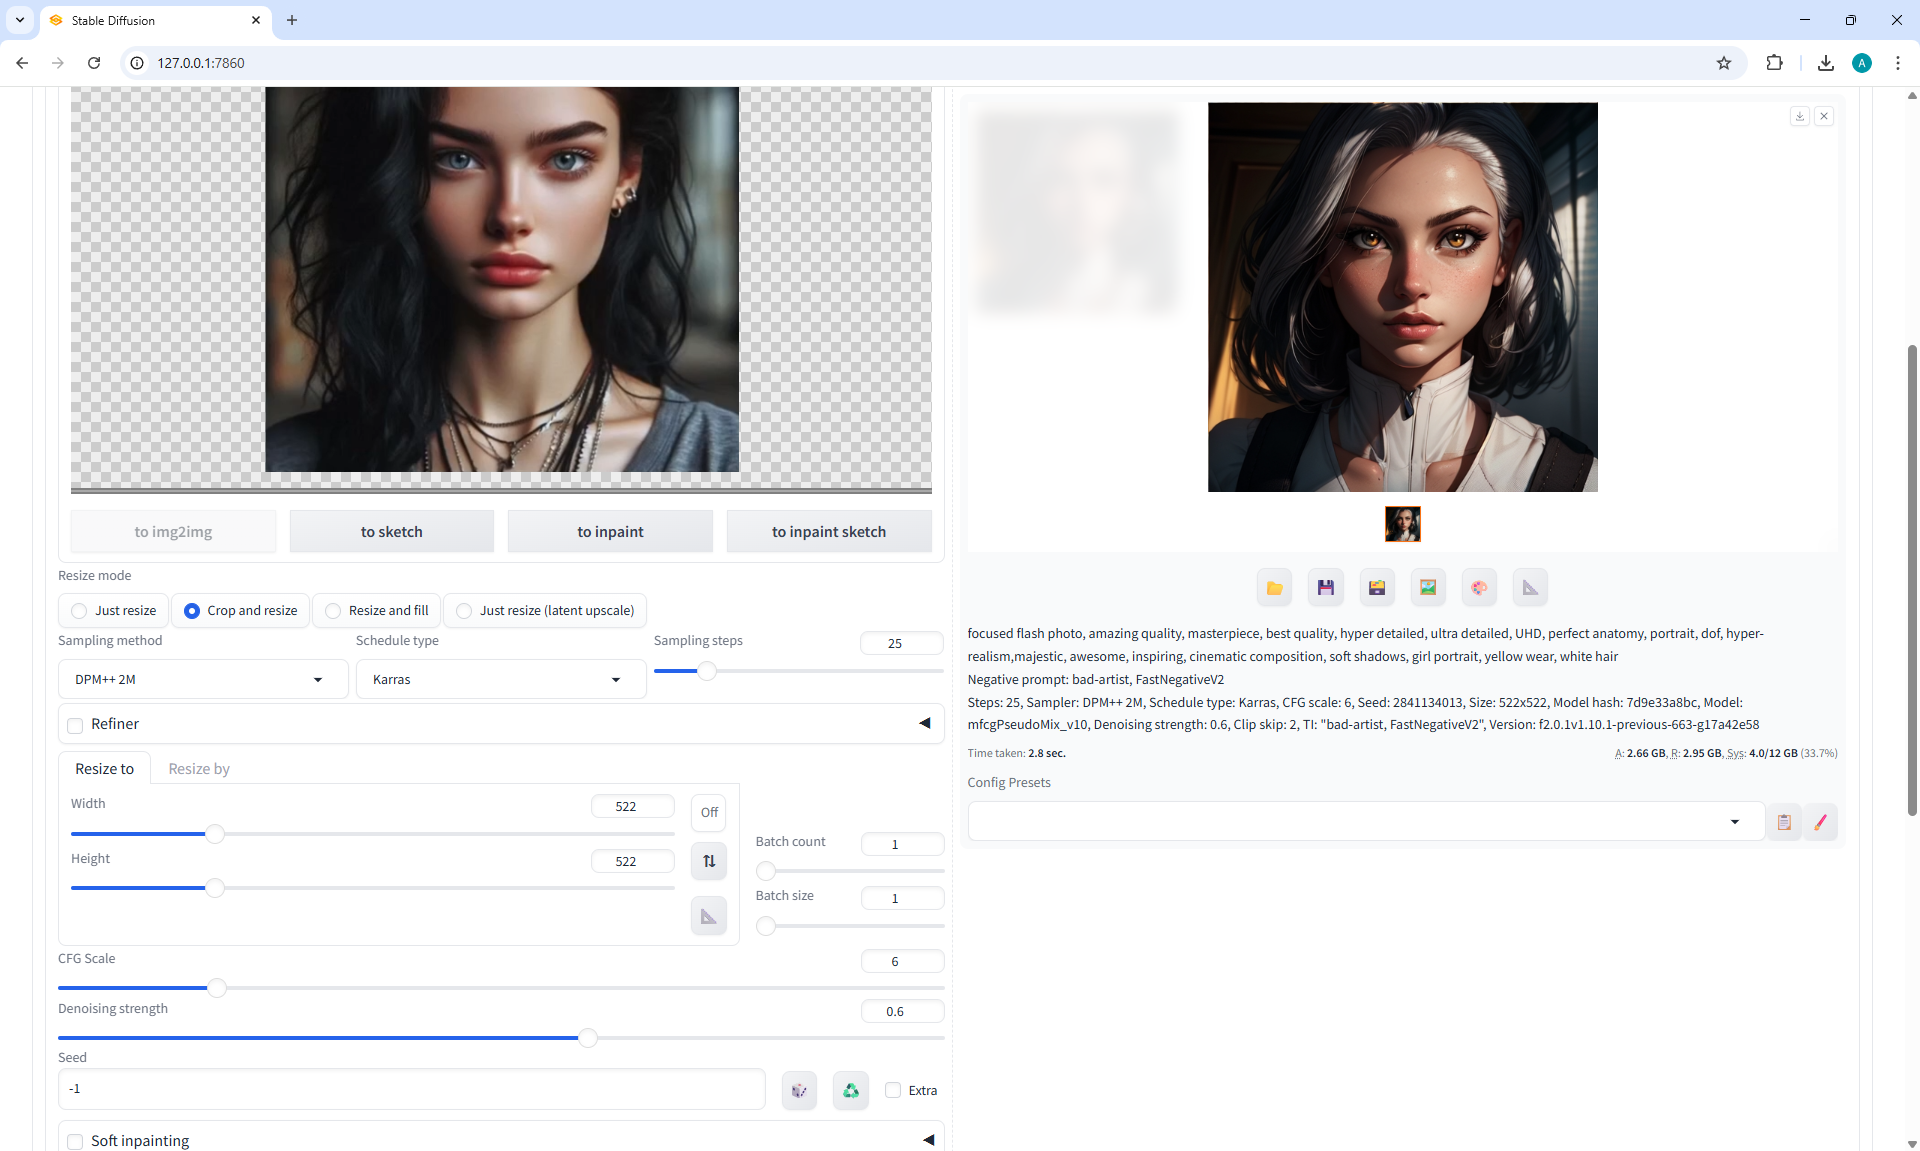 Stable Diffusion
127.0.0.1:7860
A
to img2img
to sketch
to inpaint
to inpaint sketch
Resize mode
Just resize
Crop and resize
Resize and fill
Just resize (latent upscale)
Sampling method
Schedule type
Sampling steps
25
DPM++ 2M
Karras
Refiner
Resize to
Resize by
Width
522
Off
Height
522
Batch count
1
Batch size
1
CFG Scale
6
Denoising strength
0.6
Seed
-1
Extra
Soft inpainting
focused flash photo, amazing quality, masterpiece, best quality, hyper detailed, ultra detailed, UHD, perfect anatomy, portrait, dof, hyper-
realism,majestic, awesome, inspiring, cinematic composition, soft shadows, girl portrait, yellow wear, white hair
Negative prompt: bad-artist, FastNegativeV2
Steps: 25, Sampler: DPM++ 2M, Schedule type: Karras, CFG scale: 6, Seed: 2841134013, Size: 522x522, Model hash: 7d9e33a8bc, Model:
mfcgPseudoMix_v10, Denoising strength: 0.6, Clip skip: 2, TI: "bad-artist, FastNegativeV2", Version: f2.0.1v1.10.1-previous-663-g17a42e58
Time taken: 2.8 sec.
A: 2.66 GB, R: 2.95 GB, Sys: 4.0/12 GB (33.7%)
Config Presets